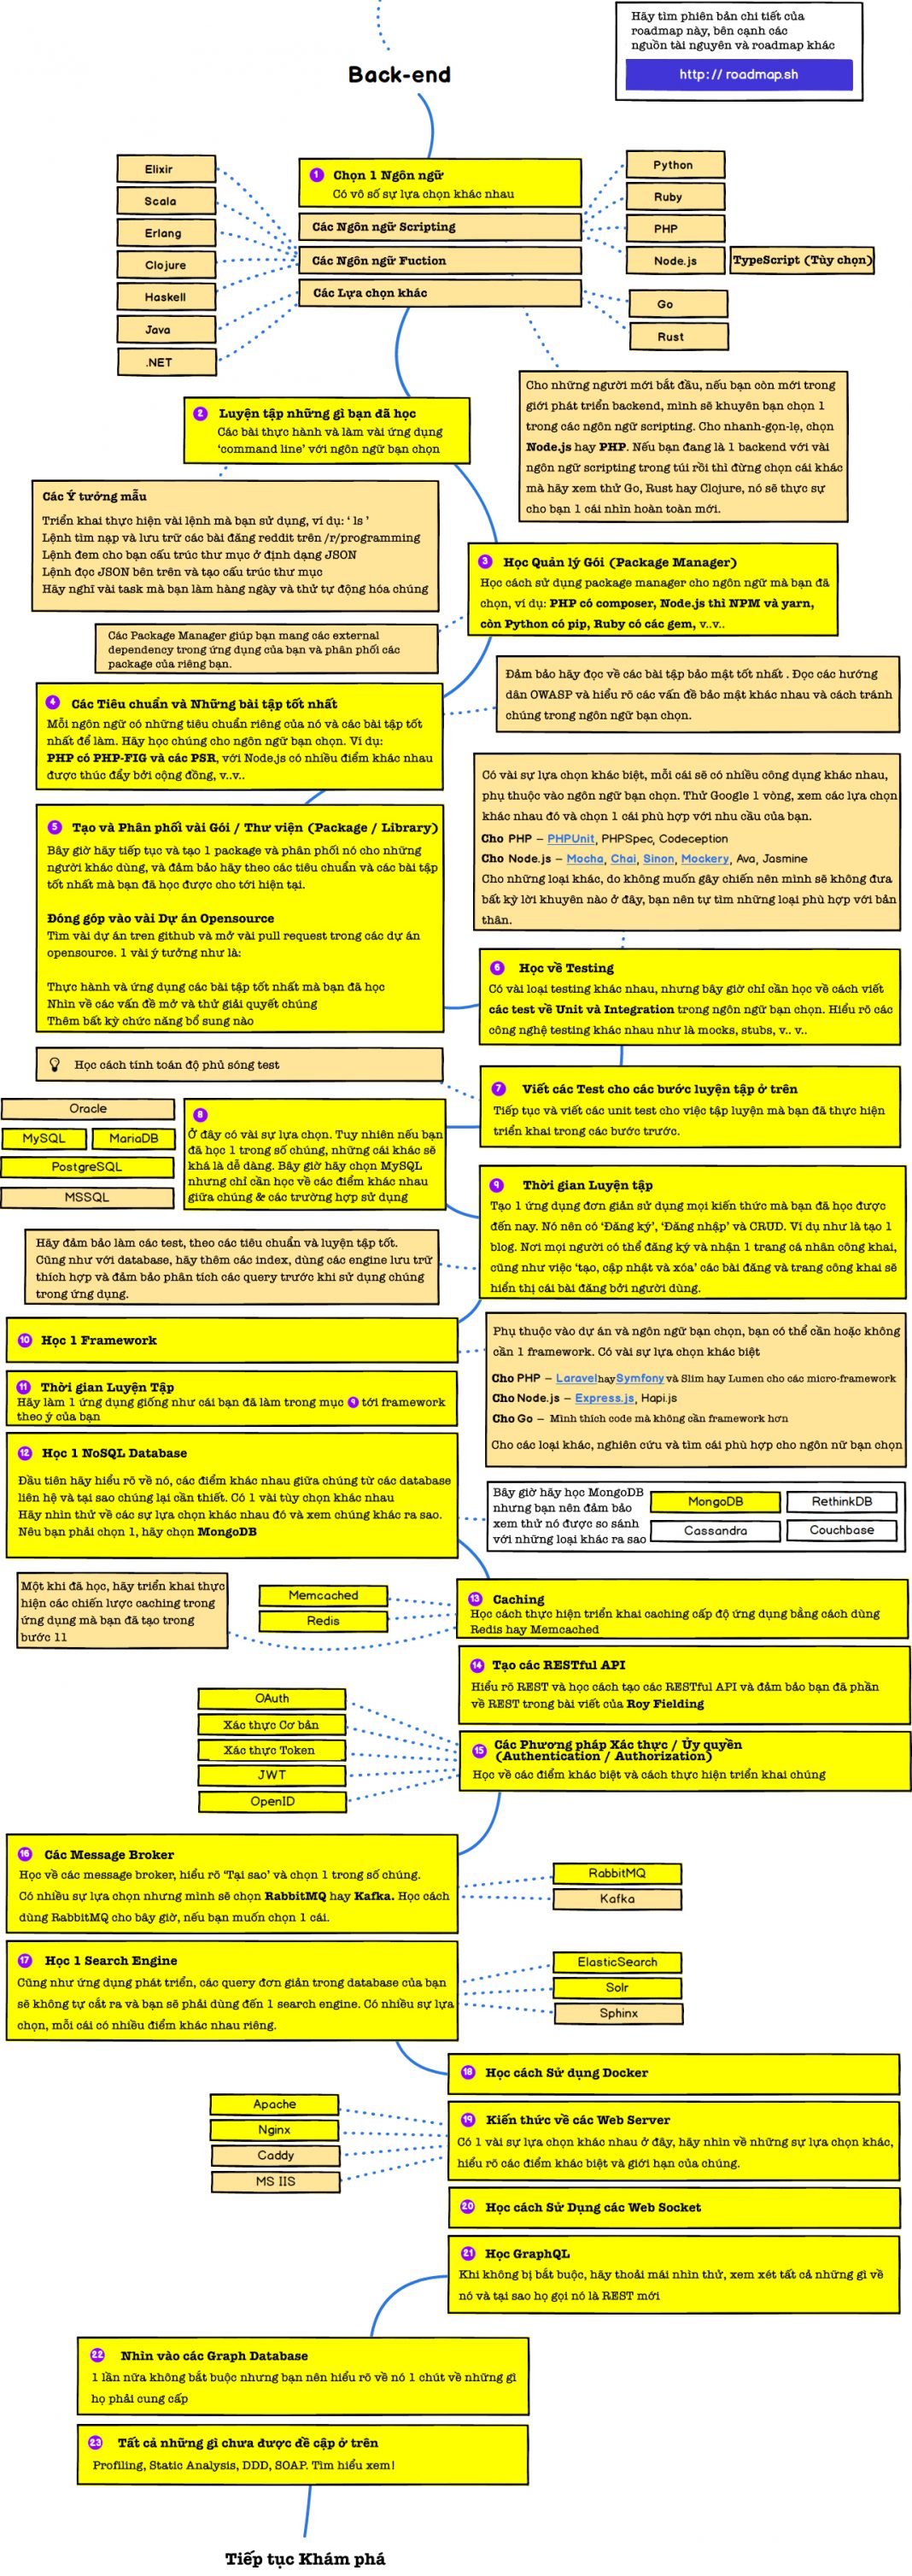 Hãy tìm phiên bản chi tiết của
roadmap này, bên cạnh các
nguồn tài nguyên và roadmap khác
http://roadmap.sh
Back-end
1 Chọn 1 Ngôn ngữ
Có vô số sự lựa chọn khác nhau
Các Ngôn ngữ Scripting
Các Ngôn ngữ Fuction
Các Lựa chọn khác
Elixir
Scala
Erlang
Clojure
Haskell
Java
.NET
Python
Ruby
PHP
Node.js
TypeScript (Tùy chọn)
Go
Rust
Cho những người mới bắt đầu, nếu bạn còn mới trong
giới phát triển backend, mình sẽ khuyên bạn chọn 1
trong các ngôn ngữ scripting. Cho nhanh-gọn-lẹ, chọn
Node.js hay PHP. Nếu bạn đang là 1 backend với vài
ngôn ngữ scripting trong túi rồi thì đừng chọn cái khác
mà hãy xem thử Go, Rust hay Clojure, nó sẽ thực sự
cho bạn 1 cái nhìn hoàn toàn mới.
2 Luyện tập những gì bạn đã học
Các bài thực hành và làm vài ứng dụng
‘command line’ với ngôn ngữ bạn chọn
Các Ý tưởng mẫu
Triển khai thực hiện vài lệnh mà bạn sử dụng, ví dụ: ‘ ls ’
Lệnh tìm nạp và lưu trữ các bài đăng reddit trên /r/programming
Lệnh đem cho bạn cấu trúc thư mục ở định dạng JSON
Lệnh đọc JSON bên trên và tạo cấu trúc thư mục
Hãy nghĩ vài task mà bạn làm hàng ngày và thử tự động hóa chúng
3 Học Quản lý Gói (Package Manager)
Học cách sử dụng package manager cho ngôn ngữ mà bạn đã
chọn, ví dụ: PHP có composer, Node.js thì NPM và yarn,
còn Python có pip, Ruby có các gem, v..v..
Các Package Manager giúp bạn mang các external
dependency trong ứng dụng của bạn và phân phối các
package của riêng bạn.
Đảm bảo hãy đọc về các bài tập bảo mật tốt nhất . Đọc các hướng
dẫn OWASP và hiểu rõ các vấn đề bảo mật khác nhau và cách tránh
chúng trong ngôn ngữ bạn chọn.
4 Các Tiêu chuẩn và Những bài tập tốt nhất
Mỗi ngôn ngữ có những tiêu chuẩn riêng của nó và các bài tập tốt
nhất để làm. Hãy học chúng cho ngôn ngữ bạn chọn. Ví dụ:
PHP có PHP-FIG và các PSR, với Node.js có nhiều điểm khác nhau
được thúc đẩy bởi cộng đồng, v..v..
Có vài sự lựa chọn khác biệt, mỗi cái sẽ có nhiều công dụng khác nhau,
phụ thuộc vào ngôn ngữ bạn chọn. Thử Google 1 vòng, xem các lựa chọn
khác nhau đó và chọn 1 cái phù hợp với nhu cầu của bạn.
Cho PHP – PHPUnit, PHPSpec, Codeception
Cho Node.js – Mocha, Chai, Sinon, Mockery, Ava, Jasmine
Cho những loại khác, do không muốn gây chiến nên mình sẽ không đưa
bất kỳ lời khuyên nào ở đây, bạn nên tự tìm những loại phù hợp với bản
thân.
5 Tạo và Phân phối vài Gói / Thư viện (Package / Library)
Bây giờ hãy tiếp tục và tạo 1 package và phân phối nó cho những
người khác dùng, và đảm bảo hãy theo các tiêu chuẩn và các bài tập
tốt nhất mà bạn đã học được cho tới hiện tại.
Đóng góp vào vài Dự án Opensource
Tìm vài dự án tren github và mở vài pull request trong các dự án
opensource. 1 vài ý tưởng như là:
Thực hành và ứng dụng các bài tập tốt nhất mà bạn đã học
Nhìn về các vấn đề mở và thử giải quyết chúng
Thêm bất kỳ chức năng bổ sung nào
6 Học về Testing
Có vài loại testing khác nhau, nhưng bây giờ chỉ cần học về cách viết
các test về Unit và Integration trong ngôn ngữ bạn chọn. Hiểu rõ các
công nghệ testing khác nhau như là mocks, stubs, v.. v..
Học cách tính toán độ phủ sóng test
7 Viết các Test cho các bước luyện tập ở trên
Tiếp tục và viết các unit test cho việc tập luyện mà bạn đã thực hiện
triển khai trong các bước trước.
Oracle
MySQL
MariaDB
PostgreSQL
MSSQL
8
Ở đây có vài sự lựa chọn. Tuy nhiên nếu bạn
đã học 1 trong số chúng, những cái khác sẽ
khá là dễ dàng. Bây giờ hãy chọn MySQL
nhưng chỉ cần học về các điểm khác nhau
giữa chúng & các trường hợp sử dụng
9 Thời gian Luyện tập
Tạo 1 ứng dụng đơn giản sử dụng mọi kiến thức mà bạn đã học được
đến nay. Nó nên có ‘Đăng ký’, ‘Đăng nhập’ và CRUD. Ví dụ như là tạo 1
blog. Nơi mọi người có thể đăng ký và nhận 1 trang cá nhân công khai,
cũng như việc ‘tạo, cập nhật và xóa’ các bài đăng và trang công khai sẽ
hiển thị cái bài đăng bởi người dùng.
Hãy đảm bảo làm các test, theo các tiêu chuẩn và luyện tập tốt.
Cũng như với database, hãy thêm các index, dùng các engine lưu trữ
thích hợp và đảm bảo phân tích các query trước khi sử dụng chúng
trong ứng dụng.
10 Học 1 Framework
Phụ thuộc vào dự án và ngôn ngữ bạn chọn, bạn có thể cần hoặc không
cần 1 framework. Có vài sự lựa chọn khác biệt
Cho PHP – Laravel hay Symfony và Slim hay Lumen cho các micro-framework
Cho Node.js – Express.js, Hapi.js
Cho Go – Mình thích code mà không cần framework hơn
Cho các loại khác, nghiên cứu và tìm cái phù hợp cho ngôn nữ bạn chọn
11 Thời gian Luyện Tập
Hãy làm 1 ứng dụng giống như cái bạn đã làm trong mục 9 tới framework
theo ý của bạn
12 Học 1 NoSQL Database
Đầu tiên hãy hiểu rõ về nó, các điểm khác nhau giữa chúng từ các database
liên hệ và tại sao chúng lại cần thiết. Có 1 vài tùy chọn khác nhau
Hãy nhìn thử về các sự lựa chọn khác nhau đó và xem chúng khác ra sao.
Nêu bạn phải chọn 1, hãy chọn MongoDB
Bây giờ hãy học MongoDB
nhưng bạn nên đảm bảo
xem thử nó được so sánh
với những loại khác ra sao
MongoDB
RethinkDB
Cassandra
Couchbase
Một khi đã học, hãy triển khai thực
hiện các chiến lược caching trong
ứng dụng mà bạn đã tạo trong
bước 11
Memcached
Redis
13 Caching
Học cách thực hiện triển khai caching cấp độ ứng dụng bằng cách dùng
Redis hay Memcached
14 Tạo các RESTful API
Hiểu rõ REST và học cách tạo các RESTful API và đảm bảo bạn đã phần
về REST trong bài viết của Roy Fielding
OAuth
Xác thực Cơ bản
Xác thực Token
JWT
OpenID
15 Các Phương pháp Xác thực / Ủy quyền
(Authentication / Authorization)
Học về các điểm khác biệt và cách thực hiện triển khai chúng
16 Các Message Broker
Học về các message broker, hiểu rõ ‘Tại sao’ và chọn 1 trong số chúng.
Có nhiều sự lựa chọn nhưng mình sẽ chọn RabbitMQ hay Kafka. Học cách
dùng RabbitMQ cho bây giờ, nếu bạn muốn chọn 1 cái.
RabbitMQ
Kafka
17 Học 1 Search Engine
Cũng như ứng dụng phát triển, các query đơn giản trong database của bạn
sẽ không tự cắt ra và bạn sẽ phải dùng đến 1 search engine. Có nhiều sự lựa
chọn, mỗi cái có nhiều điểm khác nhau riêng.
ElasticSearch
Solr
Sphinx
18 Học cách Sử dụng Docker
Apache
Nginx
Caddy
MS IIS
19 Kiến thức về các Web Server
Có 1 vài sự lựa chọn khác nhau ở đây, hãy nhìn về những sự lựa chọn khác,
hiểu rõ các điểm khác biệt và giới hạn của chúng.
20 Học cách Sử Dụng các Web Socket
21 Học GraphQL
Khi không bị bắt buộc, hãy thoải mái nhìn thử, xem xét tất cả những gì về
nó và tại sao họ gọi nó là REST mới
22 Nhìn vào các Graph Database
1 lần nữa không bắt buộc nhưng bạn nên hiểu rõ về nó 1 chút về những gì
họ phải cung cấp
23 Tất cả những gì chưa được đề cập ở trên
Profiling, Static Analysis, DDD, SOAP. Tìm hiểu xem!
Tiếp tục Khám phá